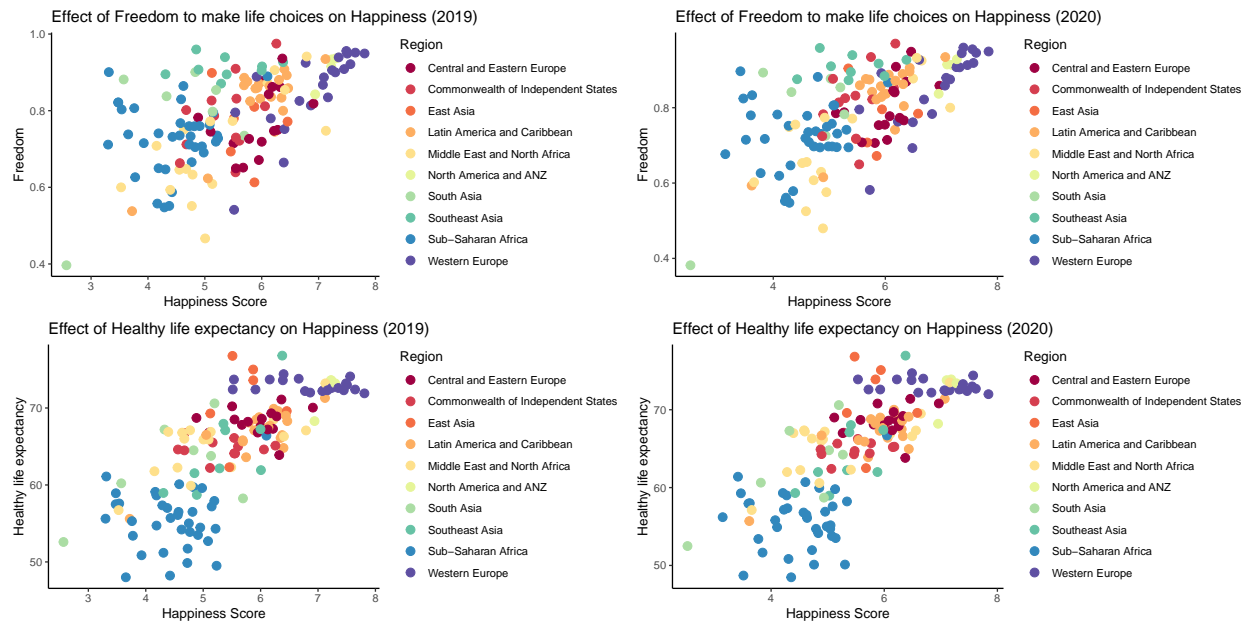 Effect of Freedom to make life choices on Happiness (2019)
1.0
0.8
0.6
0.4
Freedom
3 4 5 6 7 8
Happiness Score
Region
Central and Eastern Europe
Commonwealth of Independent States
East Asia
Latin America and Caribbean
Middle East and North Africa
North America and ANZ
South Asia
Southeast Asia
Sub−Saharan Africa
Western Europe
Effect of Freedom to make life choices on Happiness (2020)
0.8
0.6
0.4
Freedom
4 6 8
Happiness Score
Region
Central and Eastern Europe
Commonwealth of Independent States
East Asia
Latin America and Caribbean
Middle East and North Africa
North America and ANZ
South Asia
Southeast Asia
Sub−Saharan Africa
Western Europe
Effect of Healthy life expectancy on Happiness (2019)
70
60
50
Healthy life expectancy
3 4 5 6 7 8
Happiness Score
Region
Central and Eastern Europe
Commonwealth of Independent States
East Asia
Latin America and Caribbean
Middle East and North Africa
North America and ANZ
South Asia
Southeast Asia
Sub−Saharan Africa
Western Europe
Effect of Healthy life expectancy on Happiness (2020)
70
60
50
Healthy life expectancy
4 6 8
Happiness Score
Region
Central and Eastern Europe
Commonwealth of Independent States
East Asia
Latin America and Caribbean
Middle East and North Africa
North America and ANZ
South Asia
Southeast Asia
Sub−Saharan Africa
Western Europe